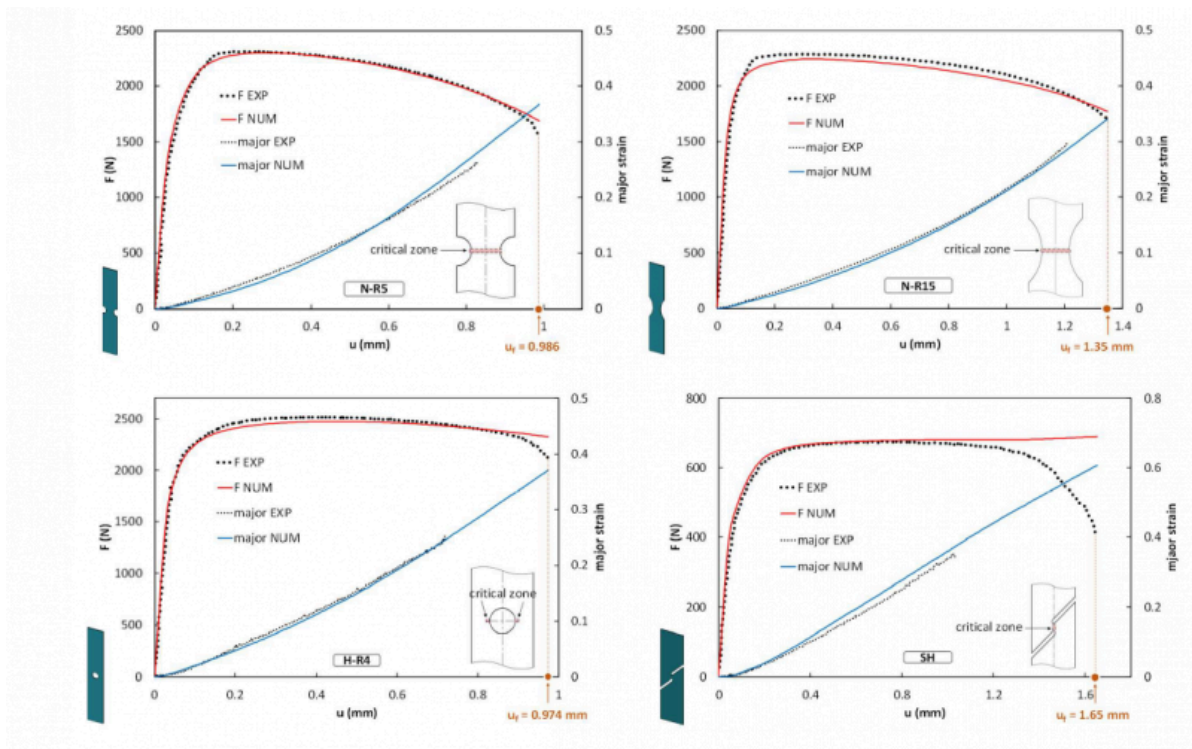 2500
2000
1500
1000
500
0
F (N)
0.5
0.4
0.3
0.2
0.1
0
major strain
F EXP
F NUM
major EXP
major NUM
critical zone
N-R5
0 0.2 0.4 0.6 0.8 1
u (mm)
uf = 0.986
2500
2000
1500
1000
500
0
F (N)
0.5
0.4
0.3
0.2
0.1
0
major strain
F EXP
F NUM
major EXP
major NUM
critical zone
N-R15
0 0.2 0.4 0.6 0.8 1 1.2 1.4
u (mm)
uf = 1.35 mm
2500
2000
1500
1000
500
0
F (N)
0.5
0.4
0.3
0.2
0.1
0
major strain
F EXP
F NUM
major EXP
major NUM
critical zone
H-R4
0 0.2 0.4 0.6 0.8 1
u (mm)
uf = 0.974 mm
800
600
400
200
0
F (N)
0.8
0.6
0.4
0.2
0
mjaor strain
F EXP
F NUM
major EXP
major NUM
critical zone
SH
0 0.4 0.8 1.2 1.6
u (mm)
uf = 1.65 mm